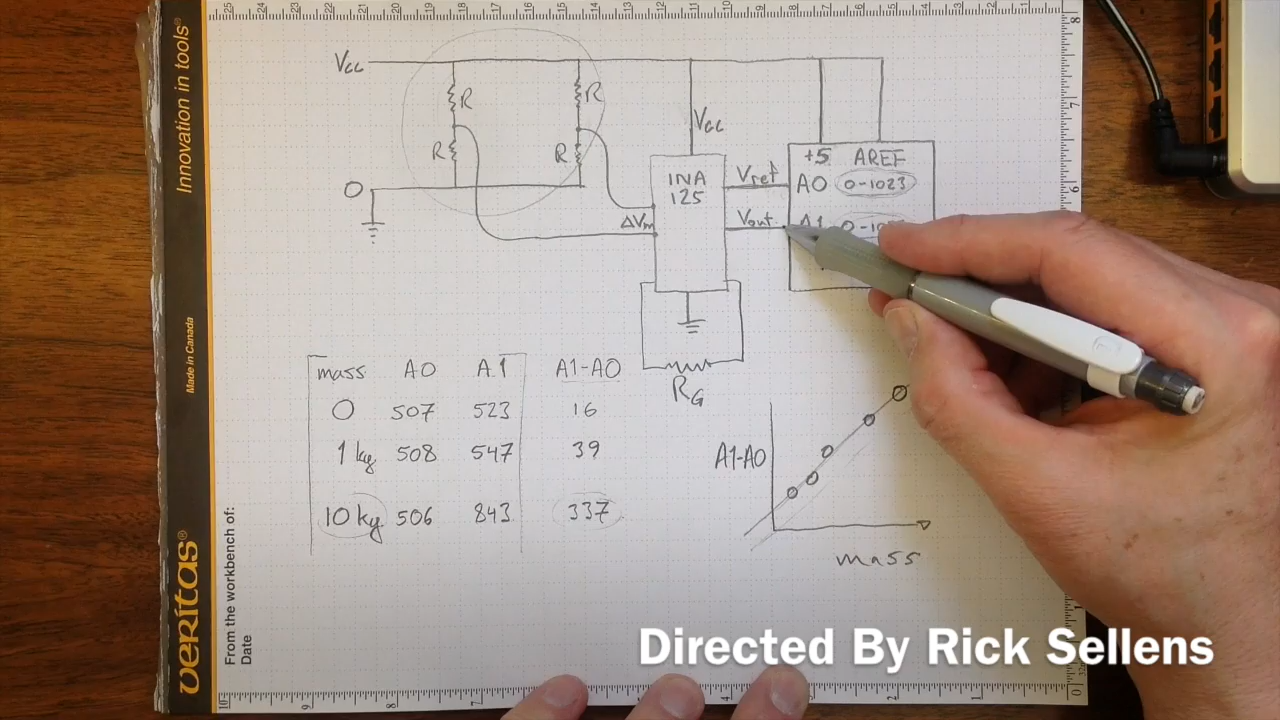 Innovation in tools
Made in Canada
veritas®
From the workbench of:
Date
Vcc
R
R
R
R
0
Vcc
ΔVm
INA
125
Vref
Vout
RG
+5 AREF
A0 0-1023
A1
mass A0 A1 A1-A0
0 507 523 16
1 kg 508 547 39
10 kg 506 843 337
A1-A0
mass
Directed By Rick Sellens